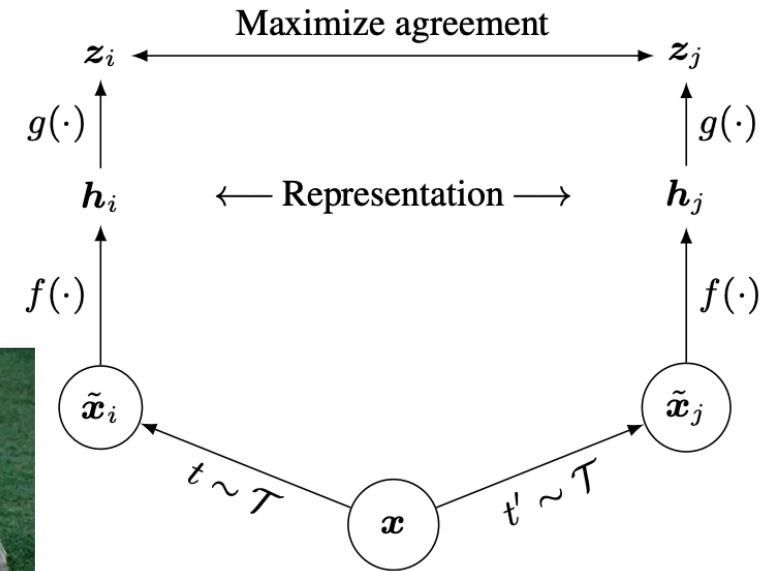 Maximize agreement
𝒛ᵢ ⟷ 𝒛ⱼ
g(·) g(·)
𝒉ᵢ ⟵ Representation ⟶ 𝒉ⱼ
f(·) f(·)
x̃ᵢ x̃ⱼ
t ∼ 𝒯 t′ ∼ 𝒯
𝒙